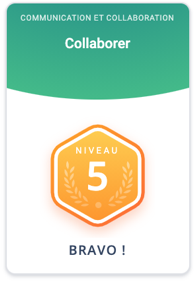 COMMUNICATION ET COLLABORATION
Collaborer
NIVEAU
5
BRAVO !